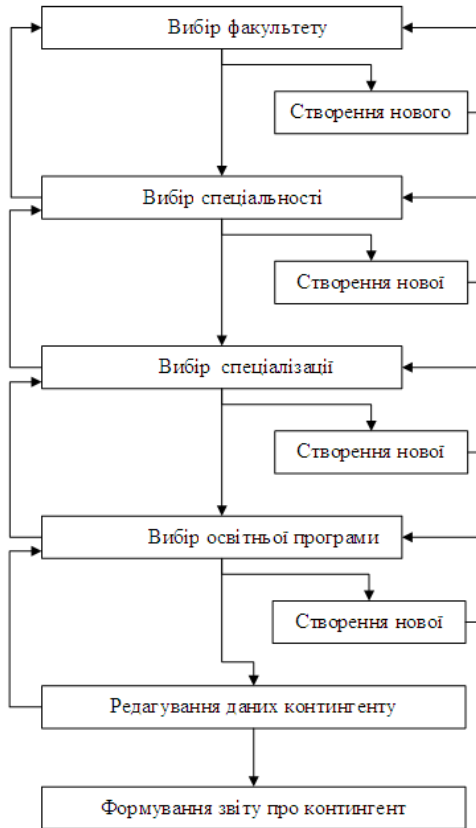 Вибір факультету
Створення нового
Вибір спеціальності
Створення нової
Вибір спеціалізації
Створення нової
Вибір освітньої програми
Створення нової
Редагування даних контингенту
Формування звіту про контингент